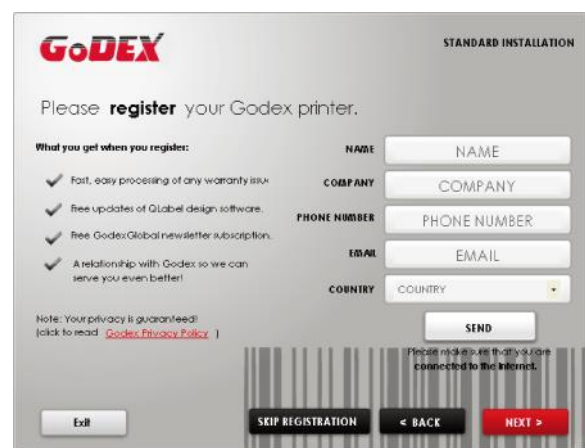 GoDEX
STANDARD INSTALLATION
Please register your Godex printer.
What you get when you register:
Fast, easy processing of any warranty issu
Free updates of QLabel design software.
Free GodexGlobal newsletter subscription.
A relationship with Godex so we can
serve you even better!
Note: Your privacy is guaranteed!
(click to read Godex Privacy Policy )
NAME NAME
COMPANY COMPANY
PHONE NUMBER PHONE NUMBER
EMAIL EMAIL
COUNTRY COUNTRY
SEND
Please make sure that you are
connected to the Internet.
Exit SKIP REGISTRATION < BACK NEXT >